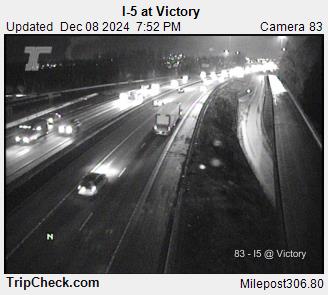 I-5 at Victory
Updated Dec 08 2024 7:52 PM Camera 83
T
N
83 - I5 @ Victory
TripCheck.com Milepost306.80